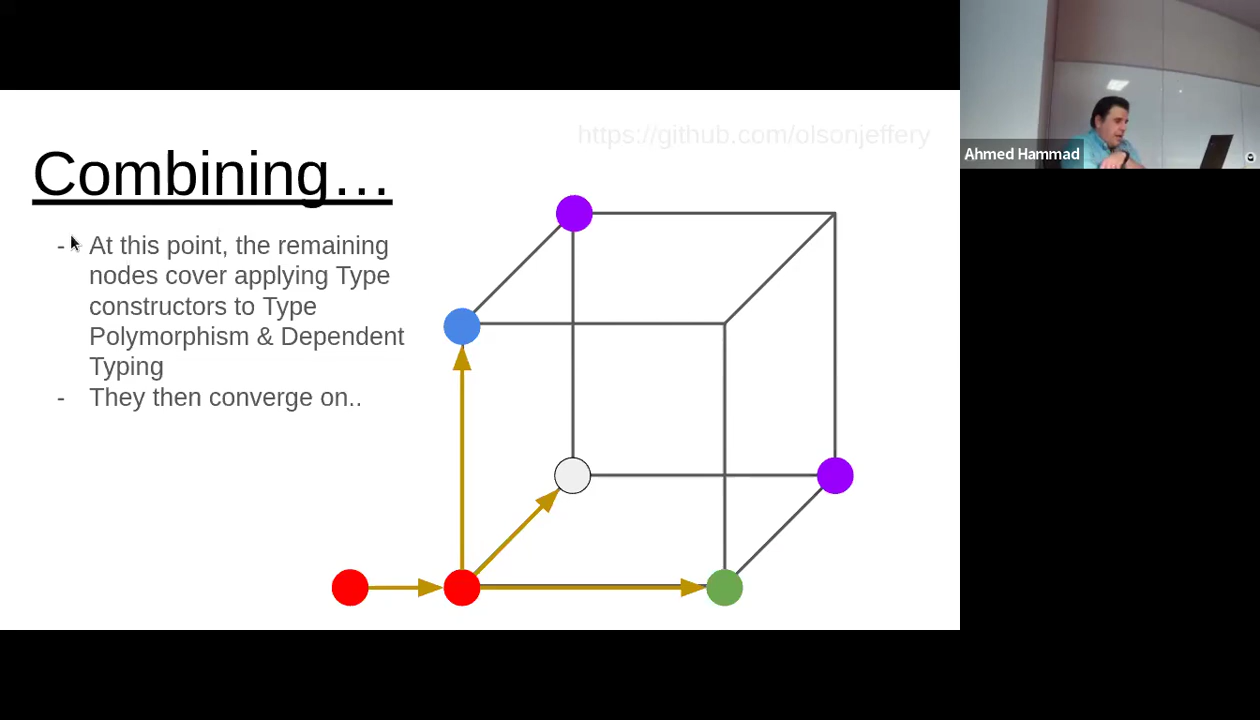 https://github.com/olsonjeffery
Ahmed Hammad
Combining...
- At this point, the remaining
nodes cover applying Type
constructors to Type
Polymorphism & Dependent
Typing
- They then converge on..